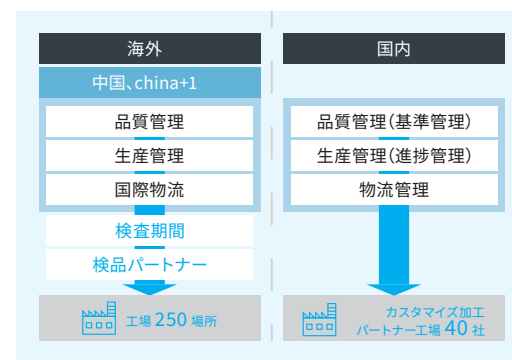 海外
中国、china+1
品質管理
生産管理
国際物流
検査期間
検品パートナー
工場 250 場所
国内
品質管理(基準管理)
生産管理(進捗管理)
物流管理
カスタマイズ加工
パートナー工場 40 社